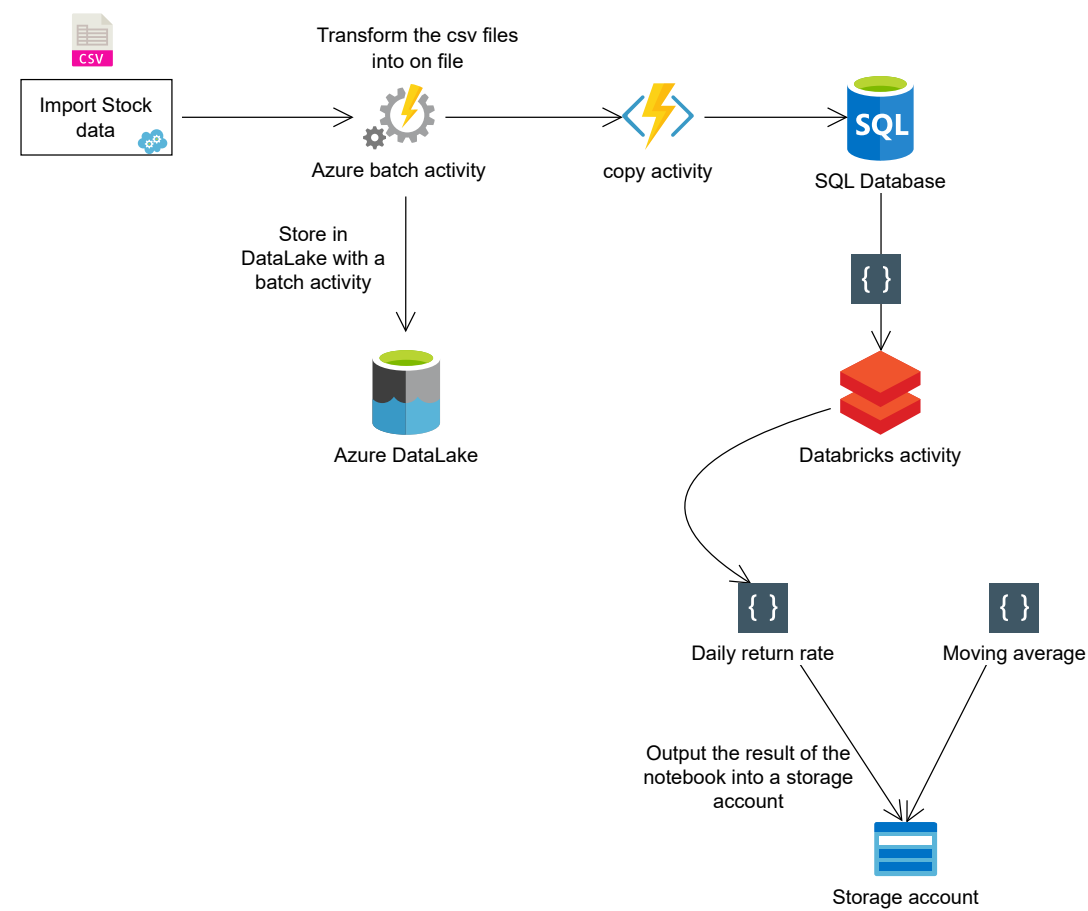 CSV
Import Stock
data
Transform the csv files
into on file
Azure batch activity
copy activity
SQL
SQL Database
Store in
DataLake with a
batch activity
{ }
Azure DataLake
Databricks activity
{ }
Daily return rate
{ }
Moving average
Output the result of the
notebook into a storage
account
Storage account